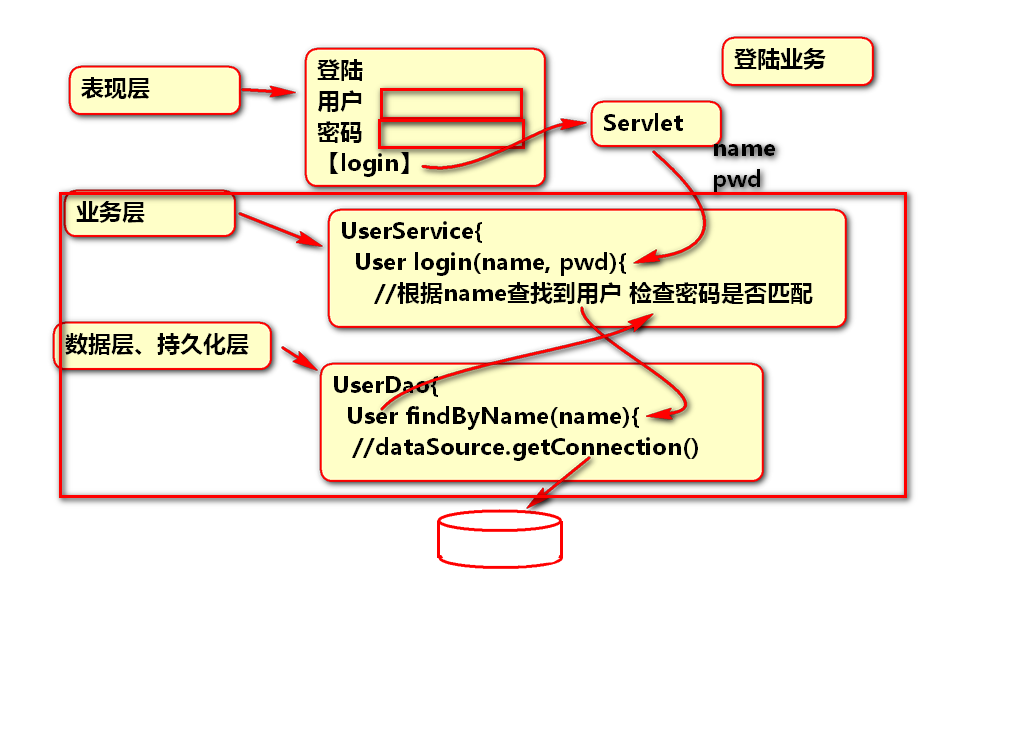 登陆业务
表现层
登陆
用户
密码
【login】
Servlet
name
pwd
业务层
UserService{
User login(name, pwd){
//根据name查找到用户 检查密码是否匹配
数据层、持久化层
UserDao{
User findByName(name){
//dataSource.getConnection()